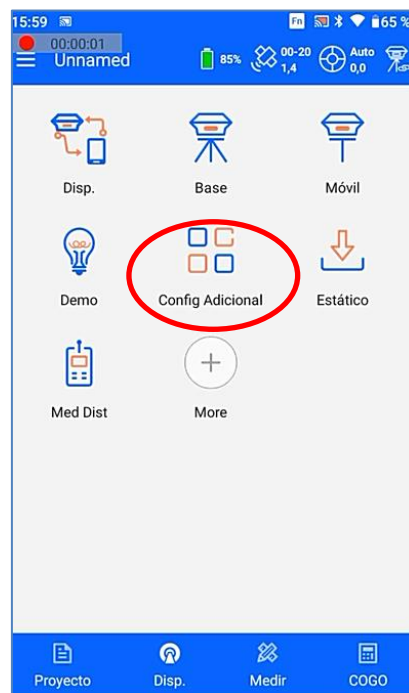 15:59 Fn 65 %
00:00:01
Unnamed 85% 00-20 Auto
1,4 0,0
Disp. Base Móvil
Demo Config Adicional Estático
Med Dist More
Proyecto Disp. Medir COGO